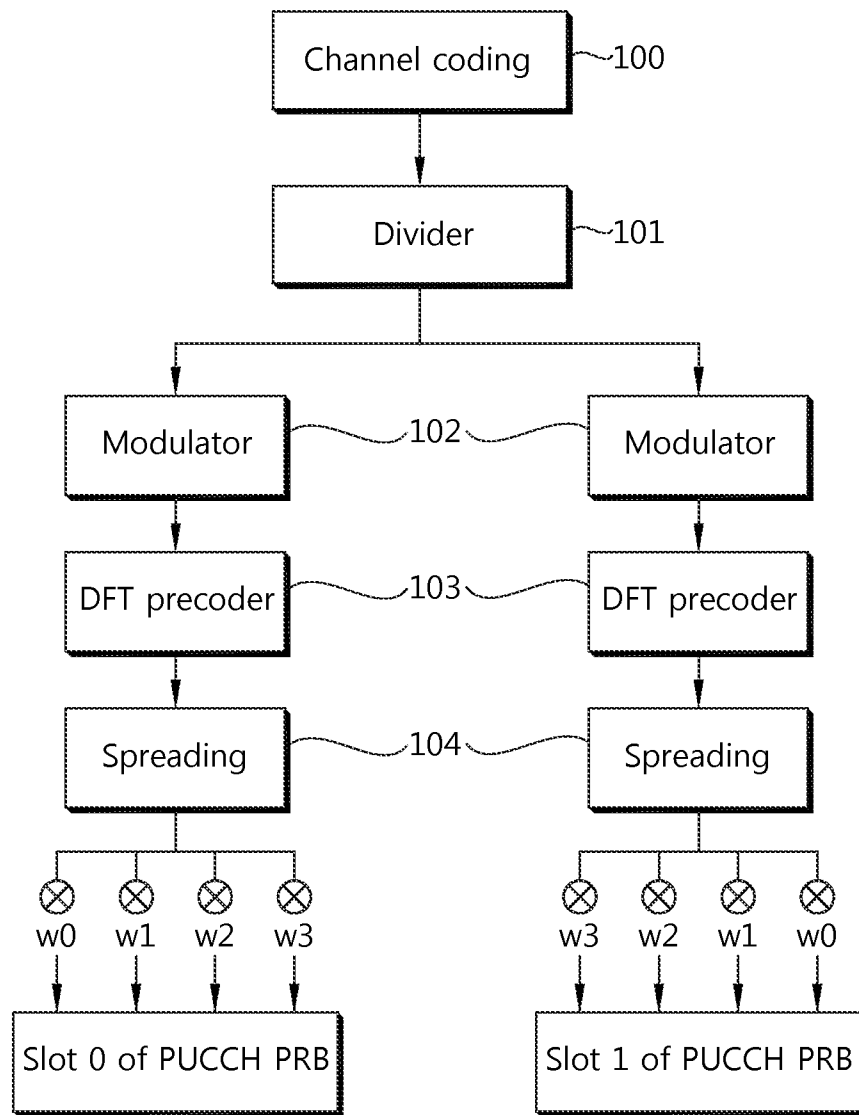 Channel coding 100
Divider 101
Modulator 102 Modulator
DFT precoder 103 DFT precoder
Spreading 104 Spreading
w0 w1 w2 w3 w3 w2 w1 w0
Slot 0 of PUCCH PRB Slot 1 of PUCCH PRB